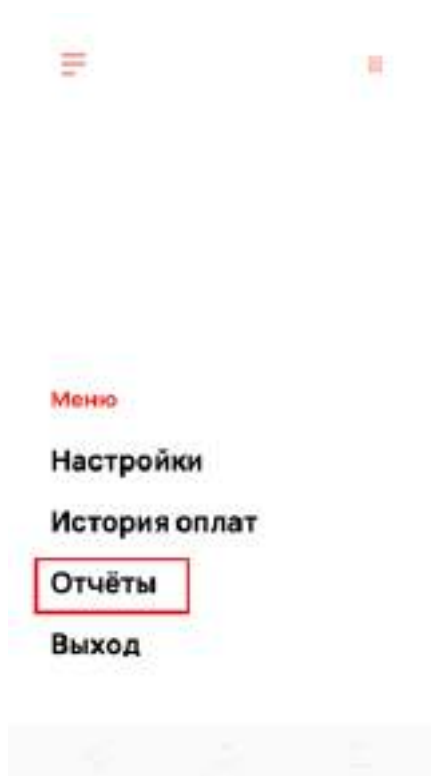 Меню
Настройки
История оплат
Отчёты
Выход